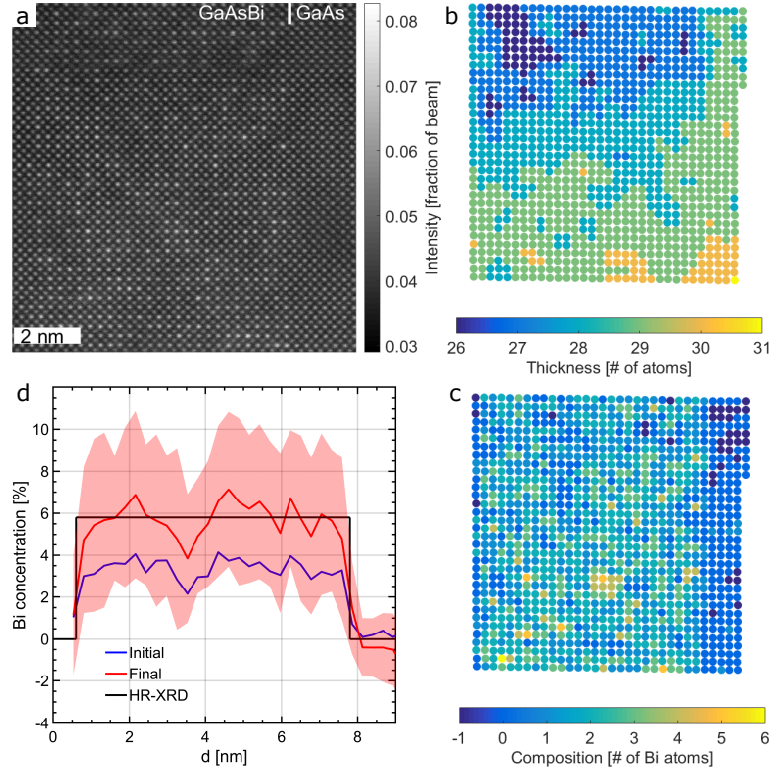 a
GaAsBi
GaAs
2 nm
0.08
0.07
0.06
0.05
0.04
0.03
Intensity [fraction of beam]
b
26 27 28 29 30 31
Thickness [# of atoms]
d
10
8
6
4
2
0
-2
-4
Bi concentration [%]
Initial
Final
HR-XRD
0 2 4 6 8
d [nm]
c
-1 0 1 2 3 4 5 6
Composition [# of Bi atoms]